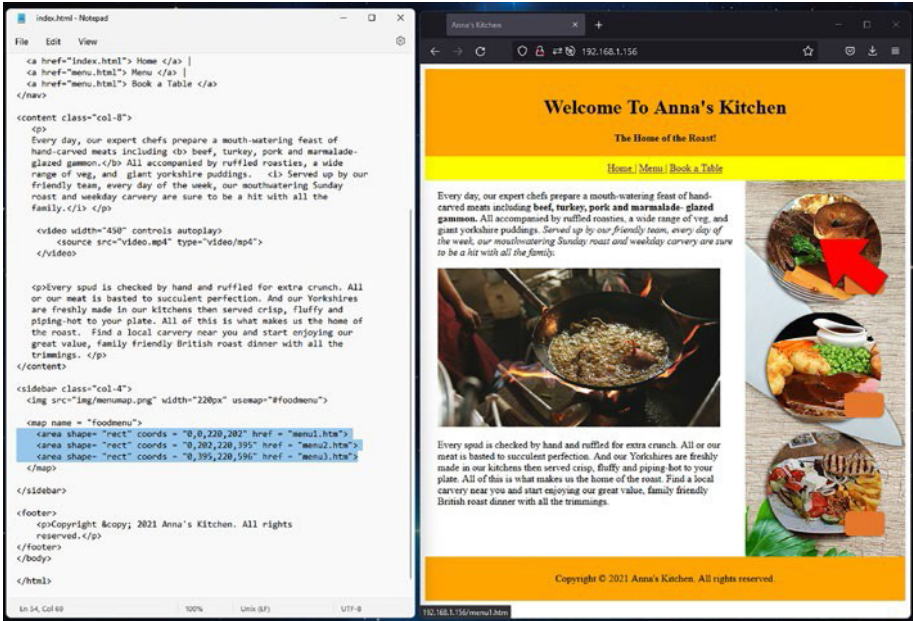 index.html - Notepad
File Edit View
<a href="index.html"> Home </a> |
<a href="menu.html"> Menu </a> |
<a href="menu.html"> Book a Table </a>
</nav>
<content class="col-8">
<p>
Every day, our expert chefs prepare a mouth-watering feast of
hand-carved meats including <b> beef, turkey, pork and marmalade-
glazed gammon.</b> All accompanied by ruffled roasties, a wide
range of veg, and giant yorkshire puddings. <i> Served up by our
friendly team, every day of the week, our mouthwatering Sunday
roast and weekday carvery are sure to be a hit with all the
family.</i> </p>
<video width="450" controls autoplay>
<source src="video.mp4" type="video/mp4">
</video>
<p>Every spud is checked by hand and ruffled for extra crunch. All
or our meat is basted to succulent perfection. And our Yorkshires
are freshly made in our kitchens then served crisp, fluffy and
piping-hot to your plate. All of this is what makes us the home of
the roast. Find a local carvery near you and start enjoying our
great value, family friendly British roast dinner with all the
trimmings. </p>
</content>
<sidebar class="col-4">
<img src="img/menumap.png" width="220px" usemap="#foodmenu">
<map name = "foodmenu">
<area shape= "rect" coords = "0,0,220,202" href = "menu1.htm">
<area shape= "rect" coords = "0,202,220,395" href = "menu2.htm">
<area shape= "rect" coords = "0,395,220,596" href = "menu3.htm">
</map>
</sidebar>
<footer>
<p>Copyright &copy; 2021 Anna's Kitchen. All rights
reserved.</p>
</footer>
</body>
</html>
Ln 54, Col 60 100% Unix (LF) UTF-8
Anna's Kitchen
192.168.1.156
Welcome To Anna's Kitchen
The Home of the Roast!
Home | Menu | Book a Table
Every day, our expert chefs prepare a mouth-watering feast of hand-
carved meats including beef, turkey, pork and marmalade- glazed
gammon. All accompanied by ruffled roasties, a wide range of veg, and
giant yorkshire puddings. Served up by our friendly team, every day of
the week, our mouthwatering Sunday roast and weekday carvery are sure
to be a hit with all the family.
Every spud is checked by hand and ruffled for extra crunch. All or our
meat is basted to succulent perfection. And our Yorkshires are freshly
made in our kitchens then served crisp, fluffy and piping-hot to your
plate. All of this is what makes us the home of the roast. Find a local
carvery near you and start enjoying our great value, family friendly
British roast dinner with all the trimmings.
Copyright © 2021 Anna's Kitchen. All rights reserved.
192.168.1.156/menu1.htm